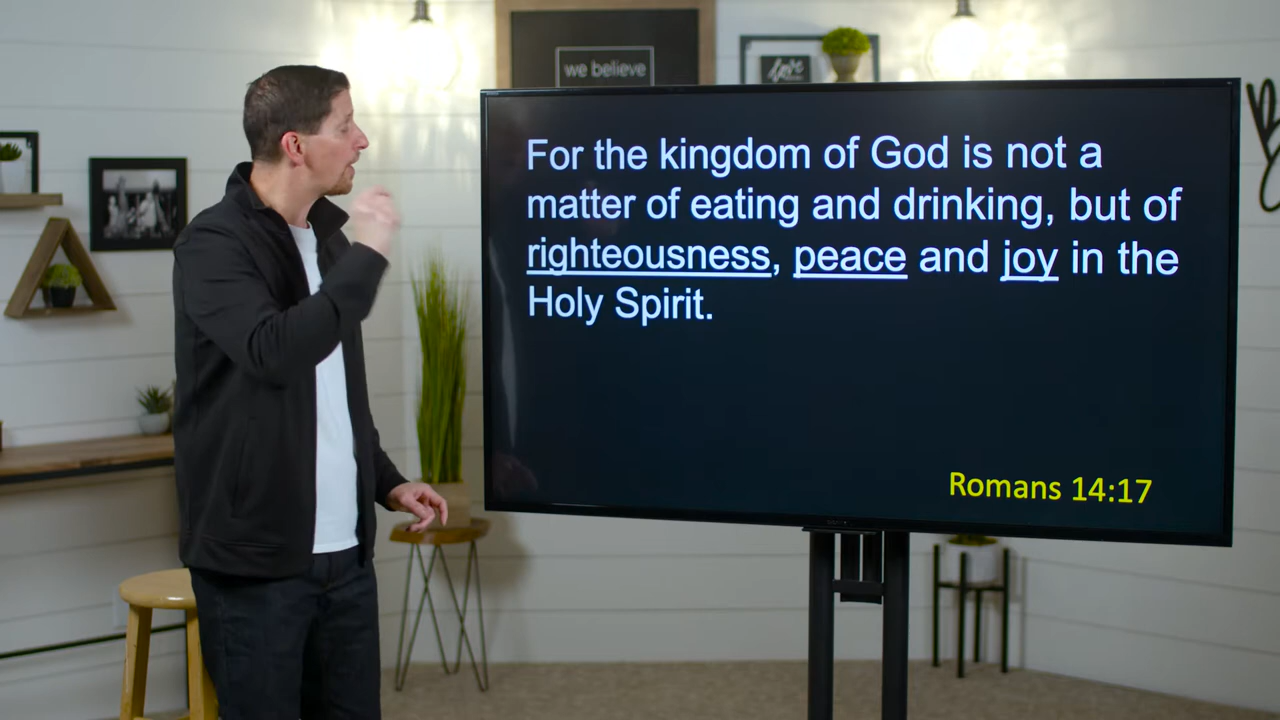 we believe
love
For the kingdom of God is not a
matter of eating and drinking, but of
righteousness, peace and joy in the
Holy Spirit.
Romans 14:17